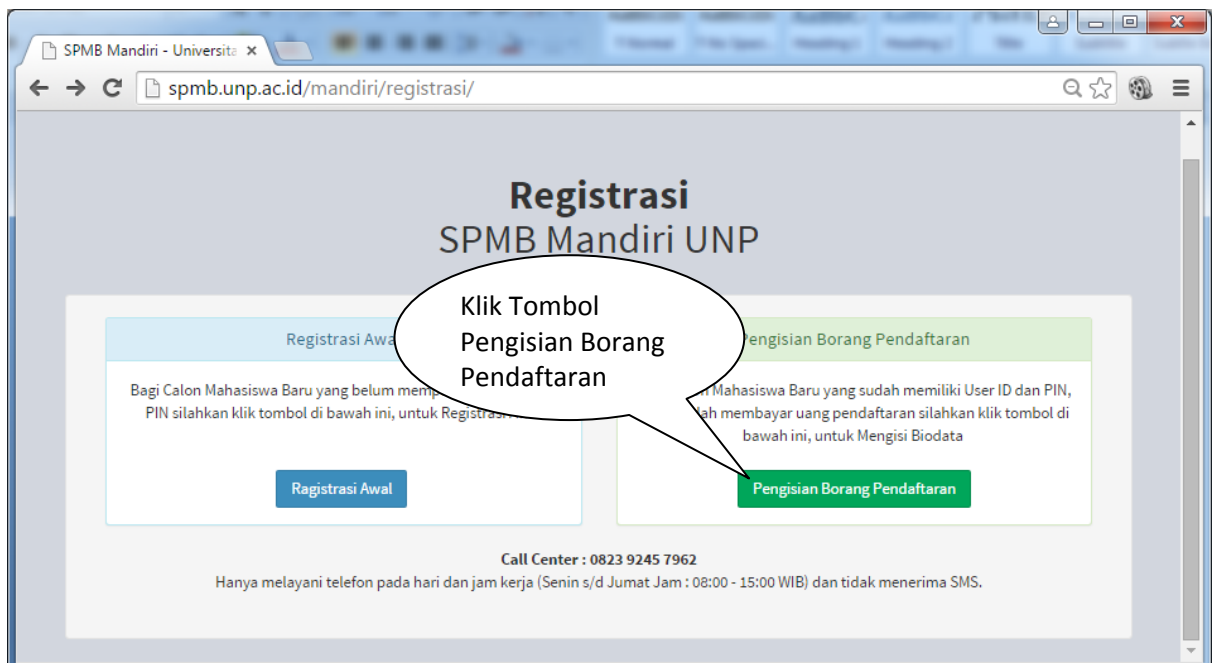 SPMB Mandiri - Universita
spmb.unp.ac.id/mandiri/registrasi/
Registrasi
SPMB Mandiri UNP
Klik Tombol
Pengisian Borang
Pendaftaran
Registrasi Awa
Bagi Calon Mahasiswa Baru yang belum
PIN silahkan klik tombol di bawah ini, untuk Registrasi
Ragistrasi Awal
Pengisian Borang Pendaftaran
Mahasiswa Baru yang sudah memiliki User ID dan PIN,
membayar uang pendaftaran silahkan klik tombol di
bawah ini, untuk Mengisi Biodata
Pengisian Borang Pendaftaran
Call Center : 0823 9245 7962
Hanya melayani telefon pada hari dan jam kerja (Senin s/d Jumat Jam : 08:00 - 15:00 WIB) dan tidak menerima SMS.